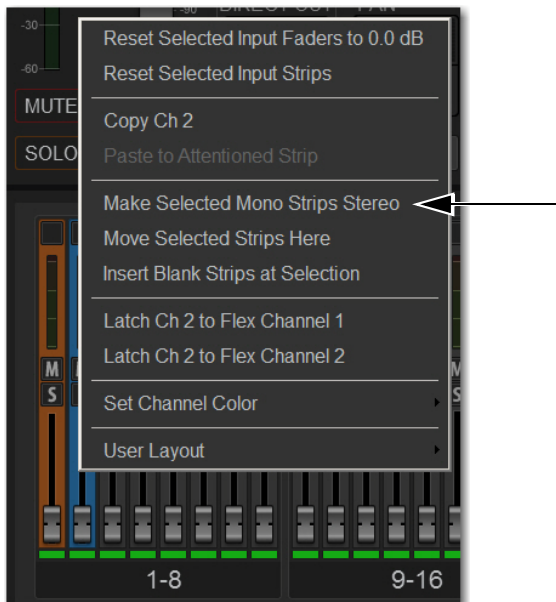 -30
-90 DIRECT OUT PAN
Reset Selected Input Faders to 0.0 dB
-60
Reset Selected Input Strips
MUTE
Copy Ch 2
SOLO
Paste to Attentioned Strip
Make Selected Mono Strips Stereo
Move Selected Strips Here
Insert Blank Strips at Selection
Latch Ch 2 to Flex Channel 1
M
Latch Ch 2 to Flex Channel 2
S
Set Channel Color
User Layout
1-8
9-16